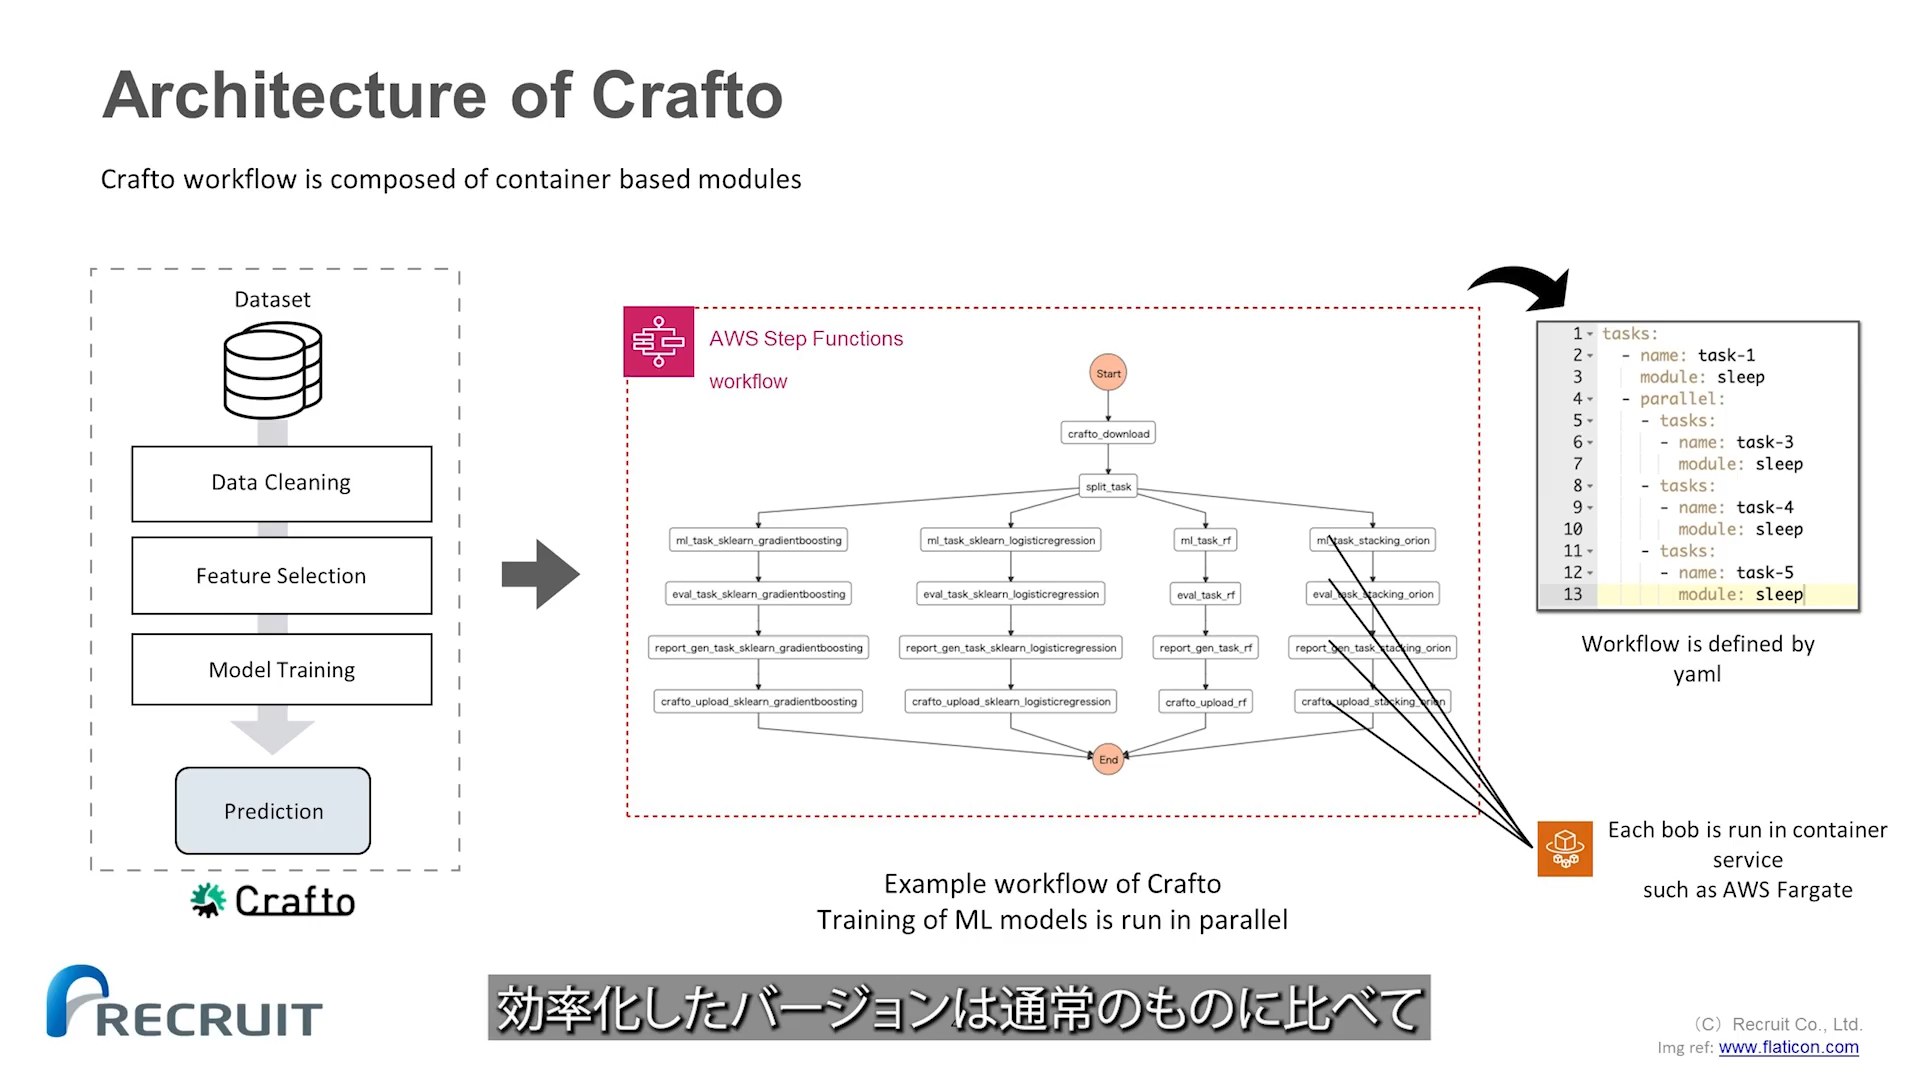 Architecture of Crafto
Crafto workflow is composed of container based modules
Dataset
Data Cleaning
Feature Selection
Model Training
Prediction
Crafto
AWS Step Functions
workflow
Start
crafto_download
split_task
ml_task_sklearn_gradientboosting
ml_task_sklearn_logisticregression
ml_task_rf
ml_task_stacking_orion
eval_task_sklearn_gradientboosting
eval_task_sklearn_logisticregression
eval_task_rf
eval_task_stacking_orion
report_gen_task_sklearn_gradientboosting
report_gen_task_sklearn_logisticregression
report_gen_task_rf
report_gen_task_stacking_orion
crafto_upload_sklearn_gradientboosting
crafto_upload_sklearn_logisticregression
crafto_upload_rf
crafto_upload_stacking_orion
End
Example workflow of Crafto
Training of ML models is run in parallel
1 tasks:
2 - name: task-1
3 module: sleep
4 - parallel:
5 - tasks:
6 - name: task-3
7 module: sleep
8 - tasks:
9 - name: task-4
10 module: sleep
11 - tasks:
12 - name: task-5
13 module: sleep
Workflow is defined by
yaml
Each bob is run in container
service
such as AWS Fargate
RECRUIT
効率化したバージョンは通常のものに比べて
（C）Recruit Co., Ltd.
Img ref: www.flaticon.com